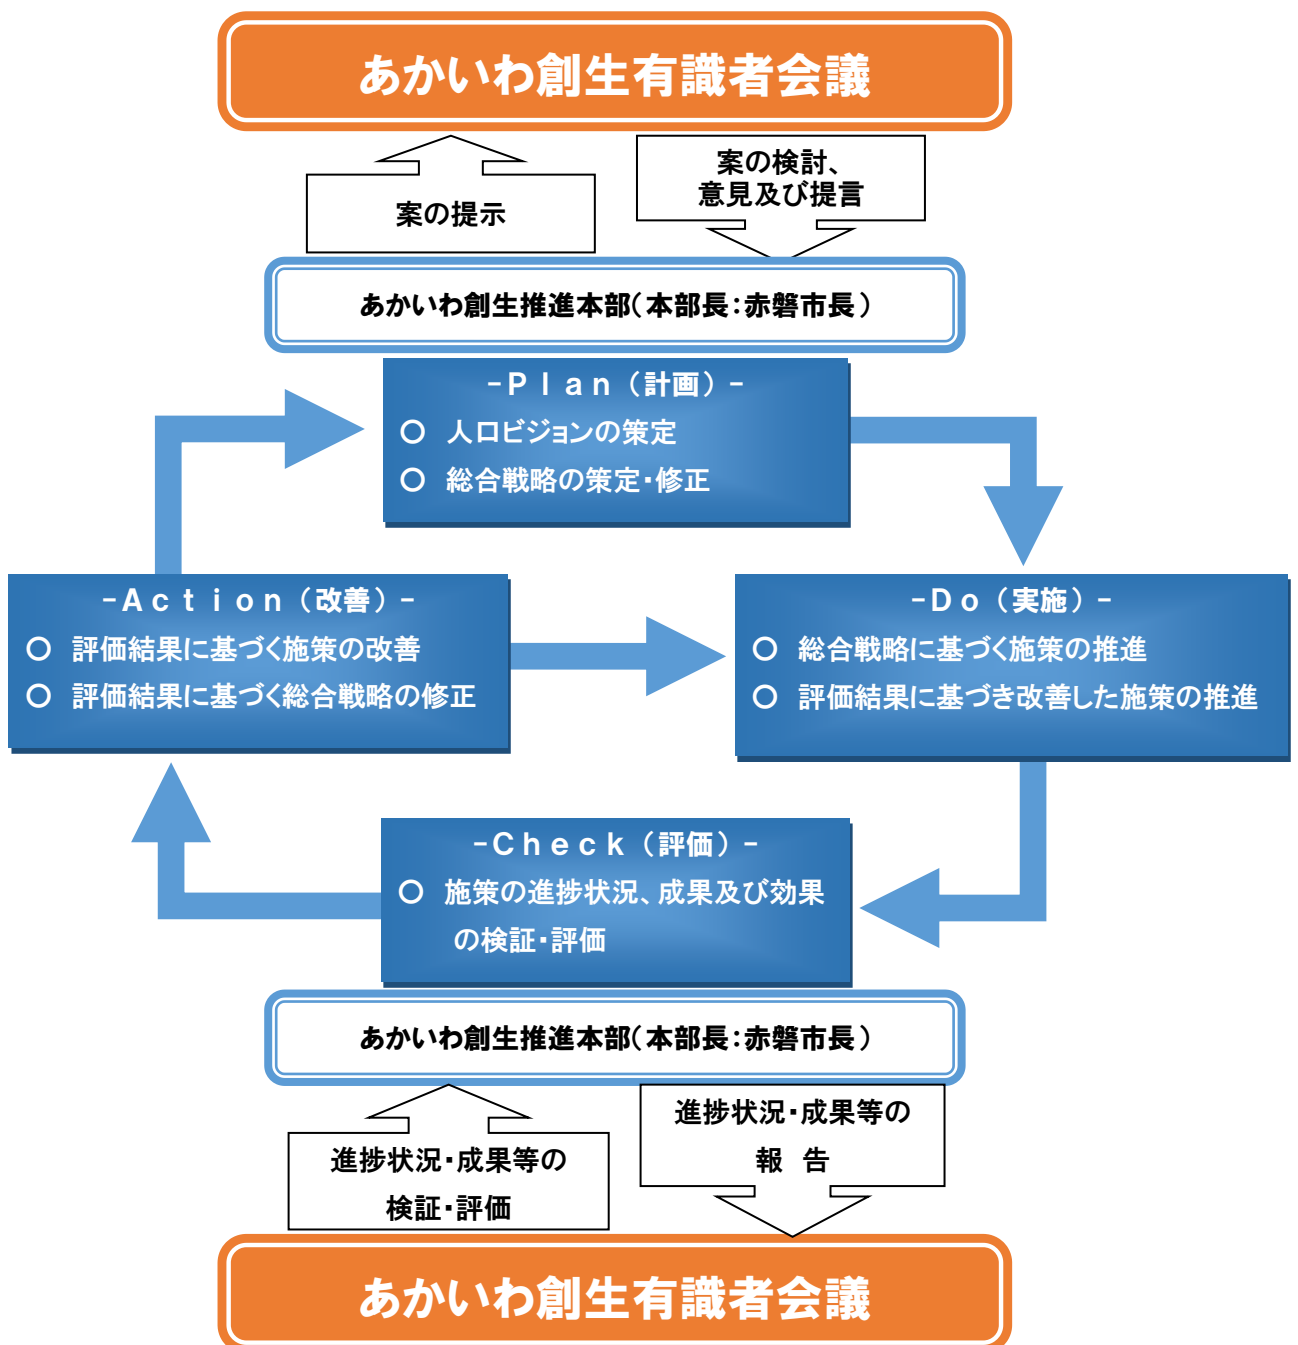 あかいわ創生有識者会議
案の提示
案の検討、
意見及び提言
あかいわ創生推進本部（本部長：赤磐市長）
－Ｐｌａｎ（計画）－
○ 人口ビジョンの策定
○ 総合戦略の策定・修正
－Ａｃｔｉｏｎ（改善）－
○ 評価結果に基づく施策の改善
○ 評価結果に基づく総合戦略の修正
－Ｄｏ（実施）－
○ 総合戦略に基づく施策の推進
○ 評価結果に基づき改善した施策の推進
－Ｃｈｅｃｋ（評価）－
○ 施策の進捗状況、成果及び効果
の検証・評価
あかいわ創生推進本部（本部長：赤磐市長）
進捗状況・成果等の
検証・評価
進捗状況・成果等の
報　告
あかいわ創生有識者会議